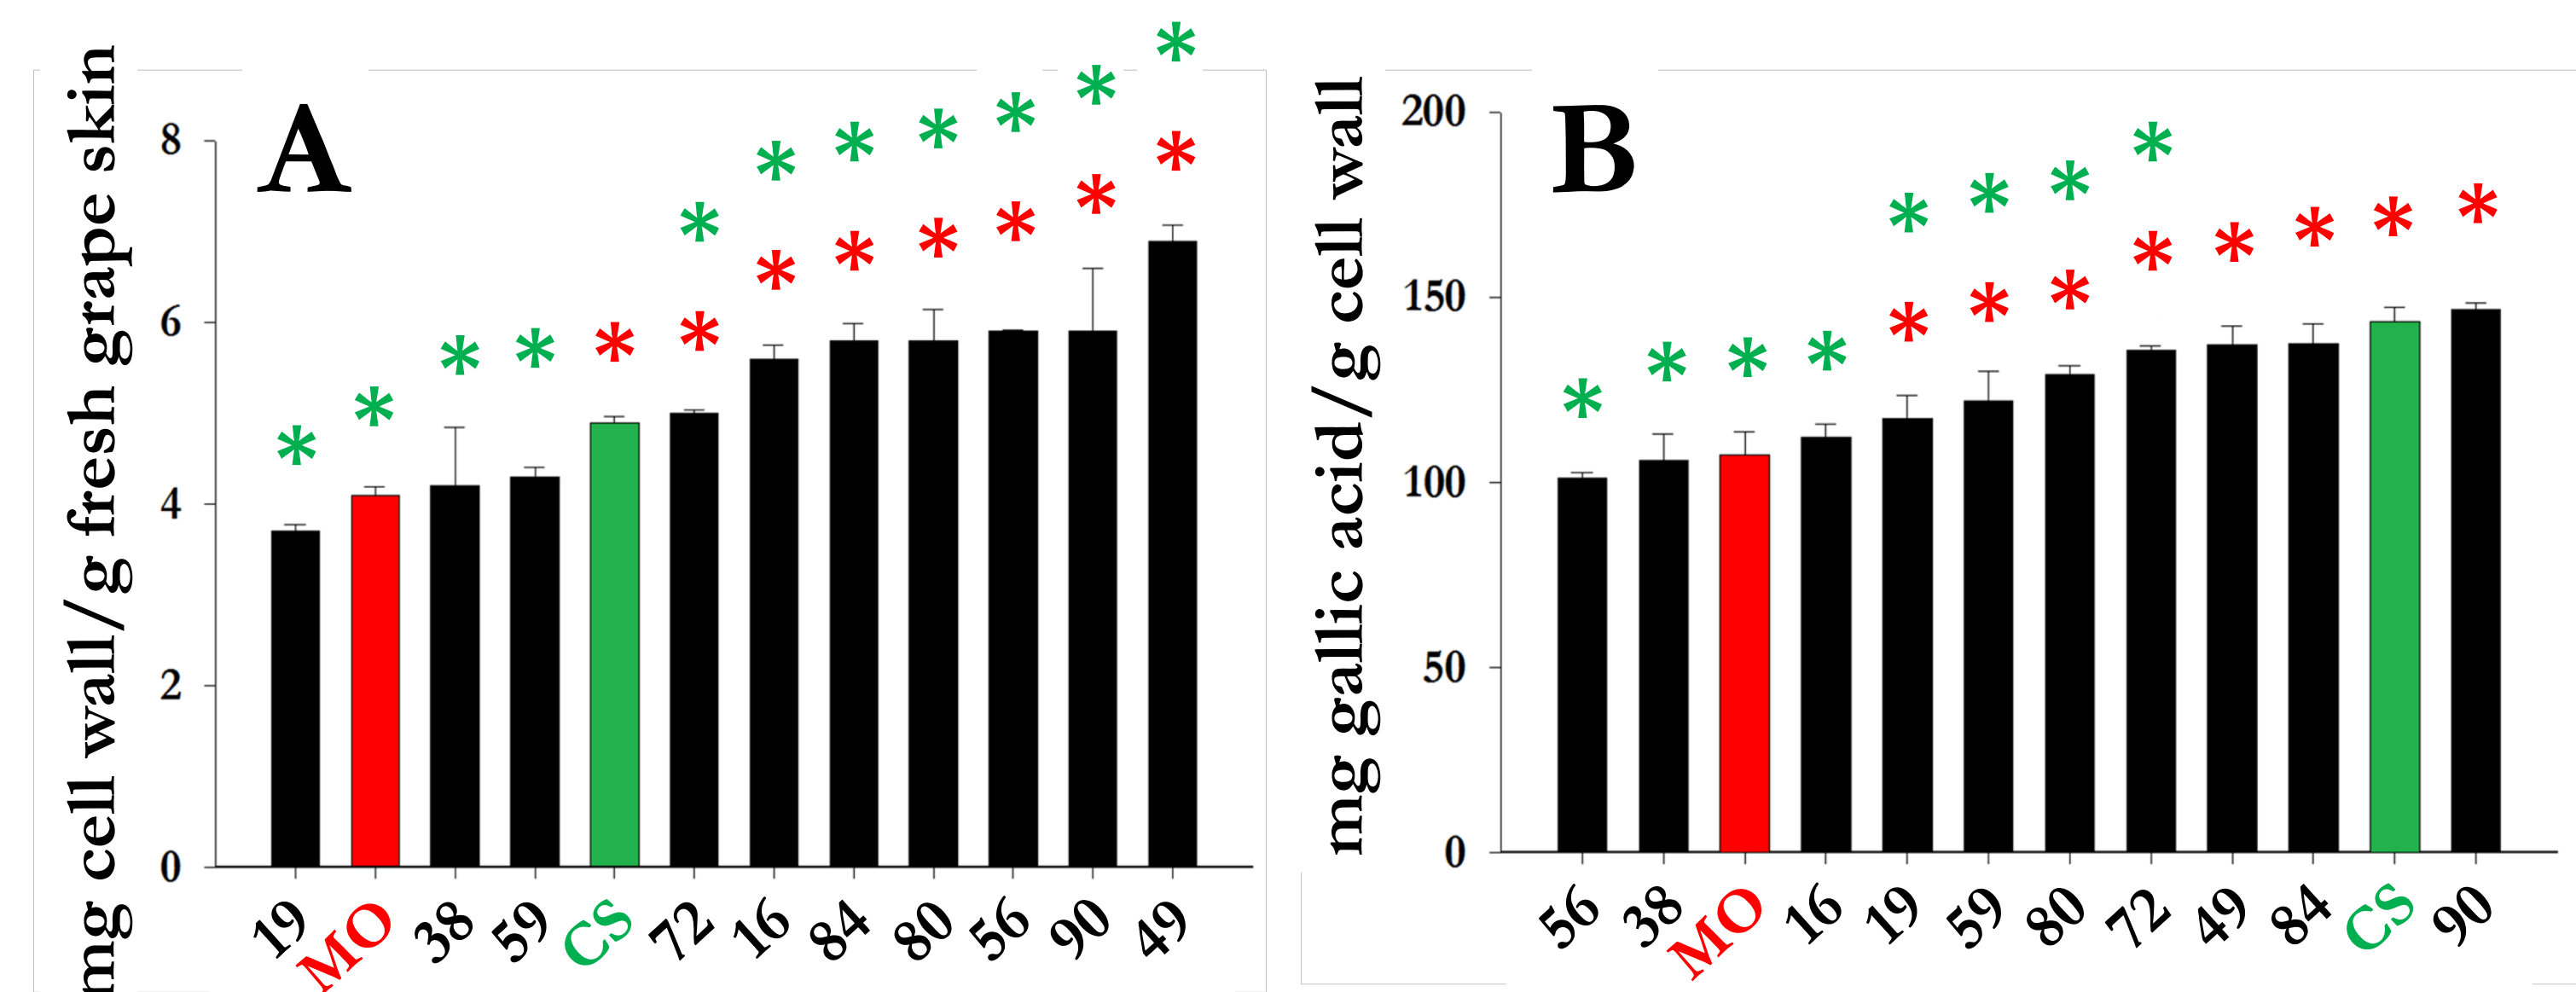 mg cell wall/g fresh grape skin
A
8
6
4
2
0
* * * * * * * * * * *
* * * * * * * *
19 MO 38 59 CS 72 16 84 80 56 90 49
mg gallic acid/g cell wall
B
200
150
100
50
0
* * * * * * * *
* * * * * * * *
56 38 MO 16 19 59 80 72 49 84 CS 90